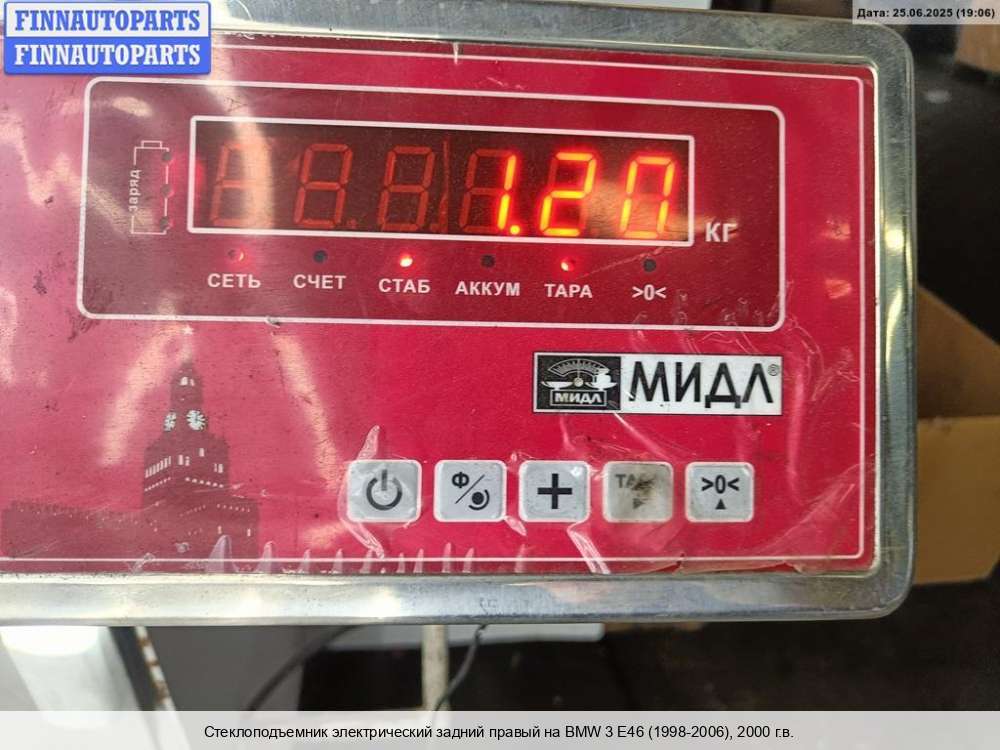 FINNAUTOPARTS
FINNAUTOPARTS
Дата: 25.06.2025 (19:06)
заряд
1.20
КГ
СЕТЬ СЧЕТ СТАБ АККУМ ТАРА >0<
МИДЛ МИДЛ®
Ф + >0<
Стеклоподъемник электрический задний правый на BMW 3 E46 (1998-2006), 2000 г.в.